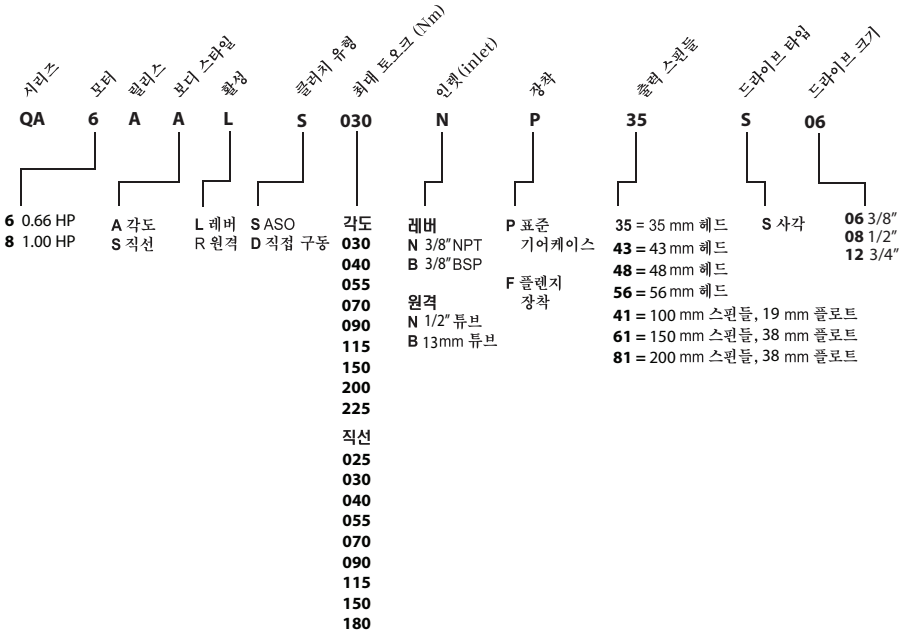 시리즈
모터
릴리스
보디 스타일
활성
클러치 유형
최대 토오크 (Nm)
인렛(inlet)
장착
출력 스핀들
드라이브 타입
드라이브 크기
QA 6 A A L S 030 N P 35 S 06
6 0.66 HP
8 1.00 HP
A 각도
S 직선
L 레버
R 원격
S ASO
D 직접 구동
각도
030
040
055
070
090
115
150
200
225
직선
025
030
040
055
070
090
115
150
180
레버
N 3/8" NPT
B 3/8" BSP
원격
N 1/2" 튜브
B 13mm 튜브
P 표준
기어케이스
F 플랜지
장착
35 = 35 mm 헤드
43 = 43 mm 헤드
48 = 48 mm 헤드
56 = 56 mm 헤드
41 = 100 mm 스핀들, 19 mm 플로트
61 = 150 mm 스핀들, 38 mm 플로트
81 = 200 mm 스핀들, 38 mm 플로트
S 사각
06 3/8"
08 1/2"
12 3/4"